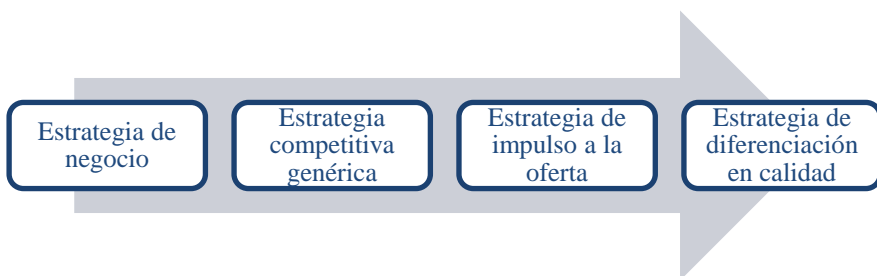 Estrategia de
negocio
Estrategia
competitiva
genérica
Estrategia de
impulso a la
oferta
Estrategia de
diferenciación
en calidad